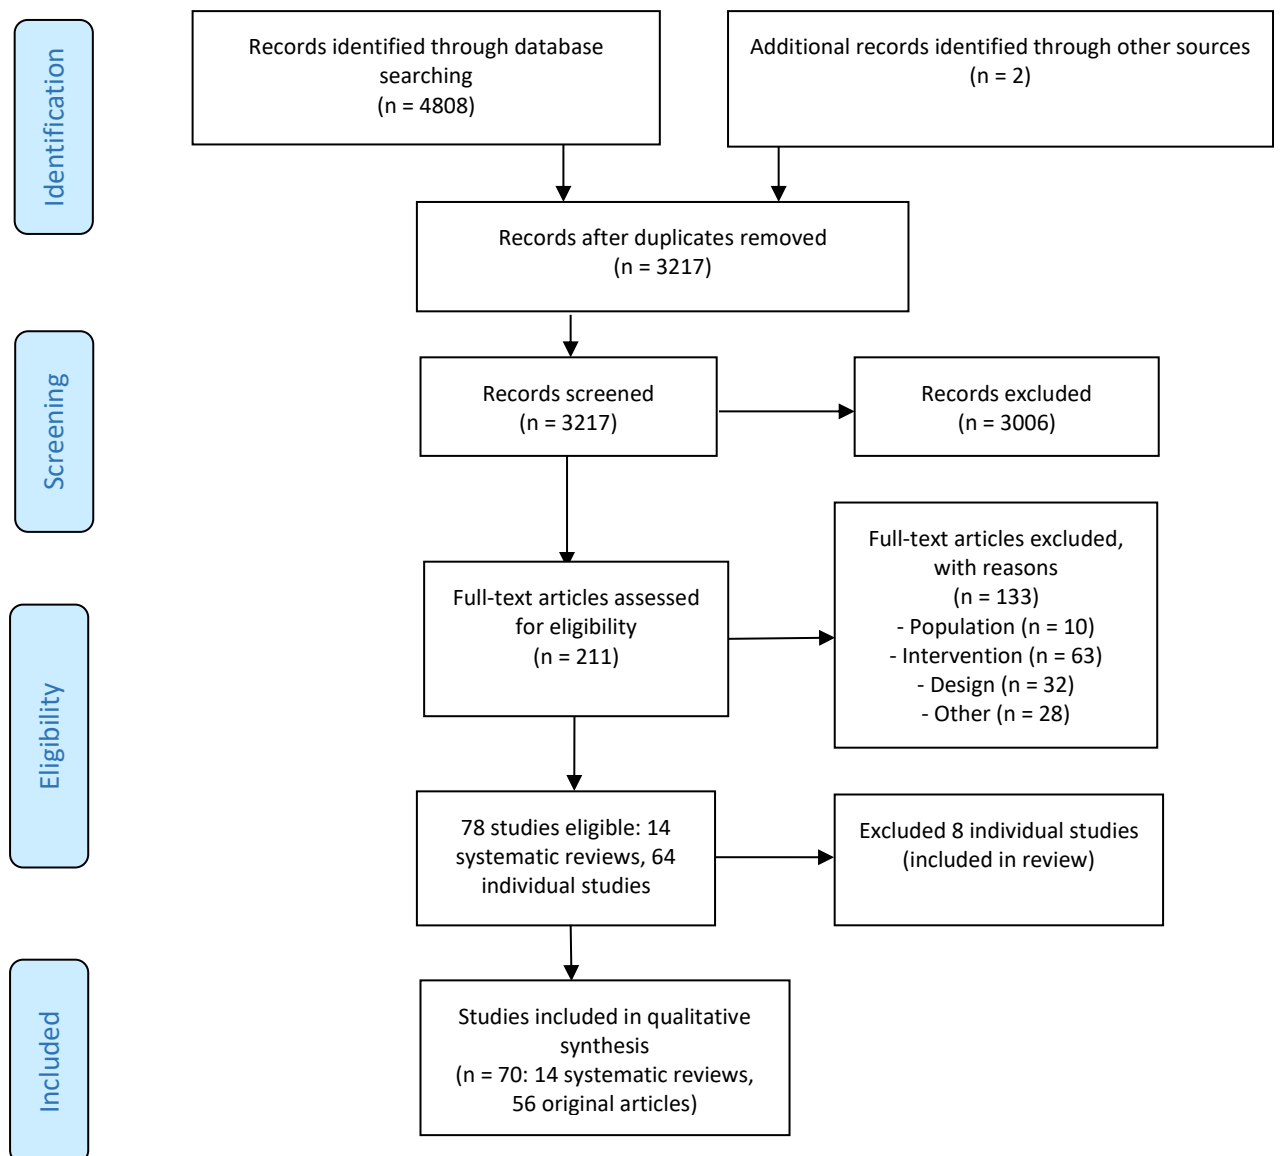 Identification
Records identified through database
searching
(n = 4808)
Additional records identified through other sources
(n = 2)
Records after duplicates removed
(n = 3217)
Screening
Records screened
(n = 3217)
Records excluded
(n = 3006)
Eligibility
Full-text articles assessed
for eligibility
(n = 211)
Full-text articles excluded,
with reasons
(n = 133)
- Population (n = 10)
- Intervention (n = 63)
- Design (n = 32)
- Other (n = 28)
78 studies eligible: 14
systematic reviews, 64
individual studies
Excluded 8 individual studies
(included in review)
Included
Studies included in qualitative
synthesis
(n = 70: 14 systematic reviews,
56 original articles)